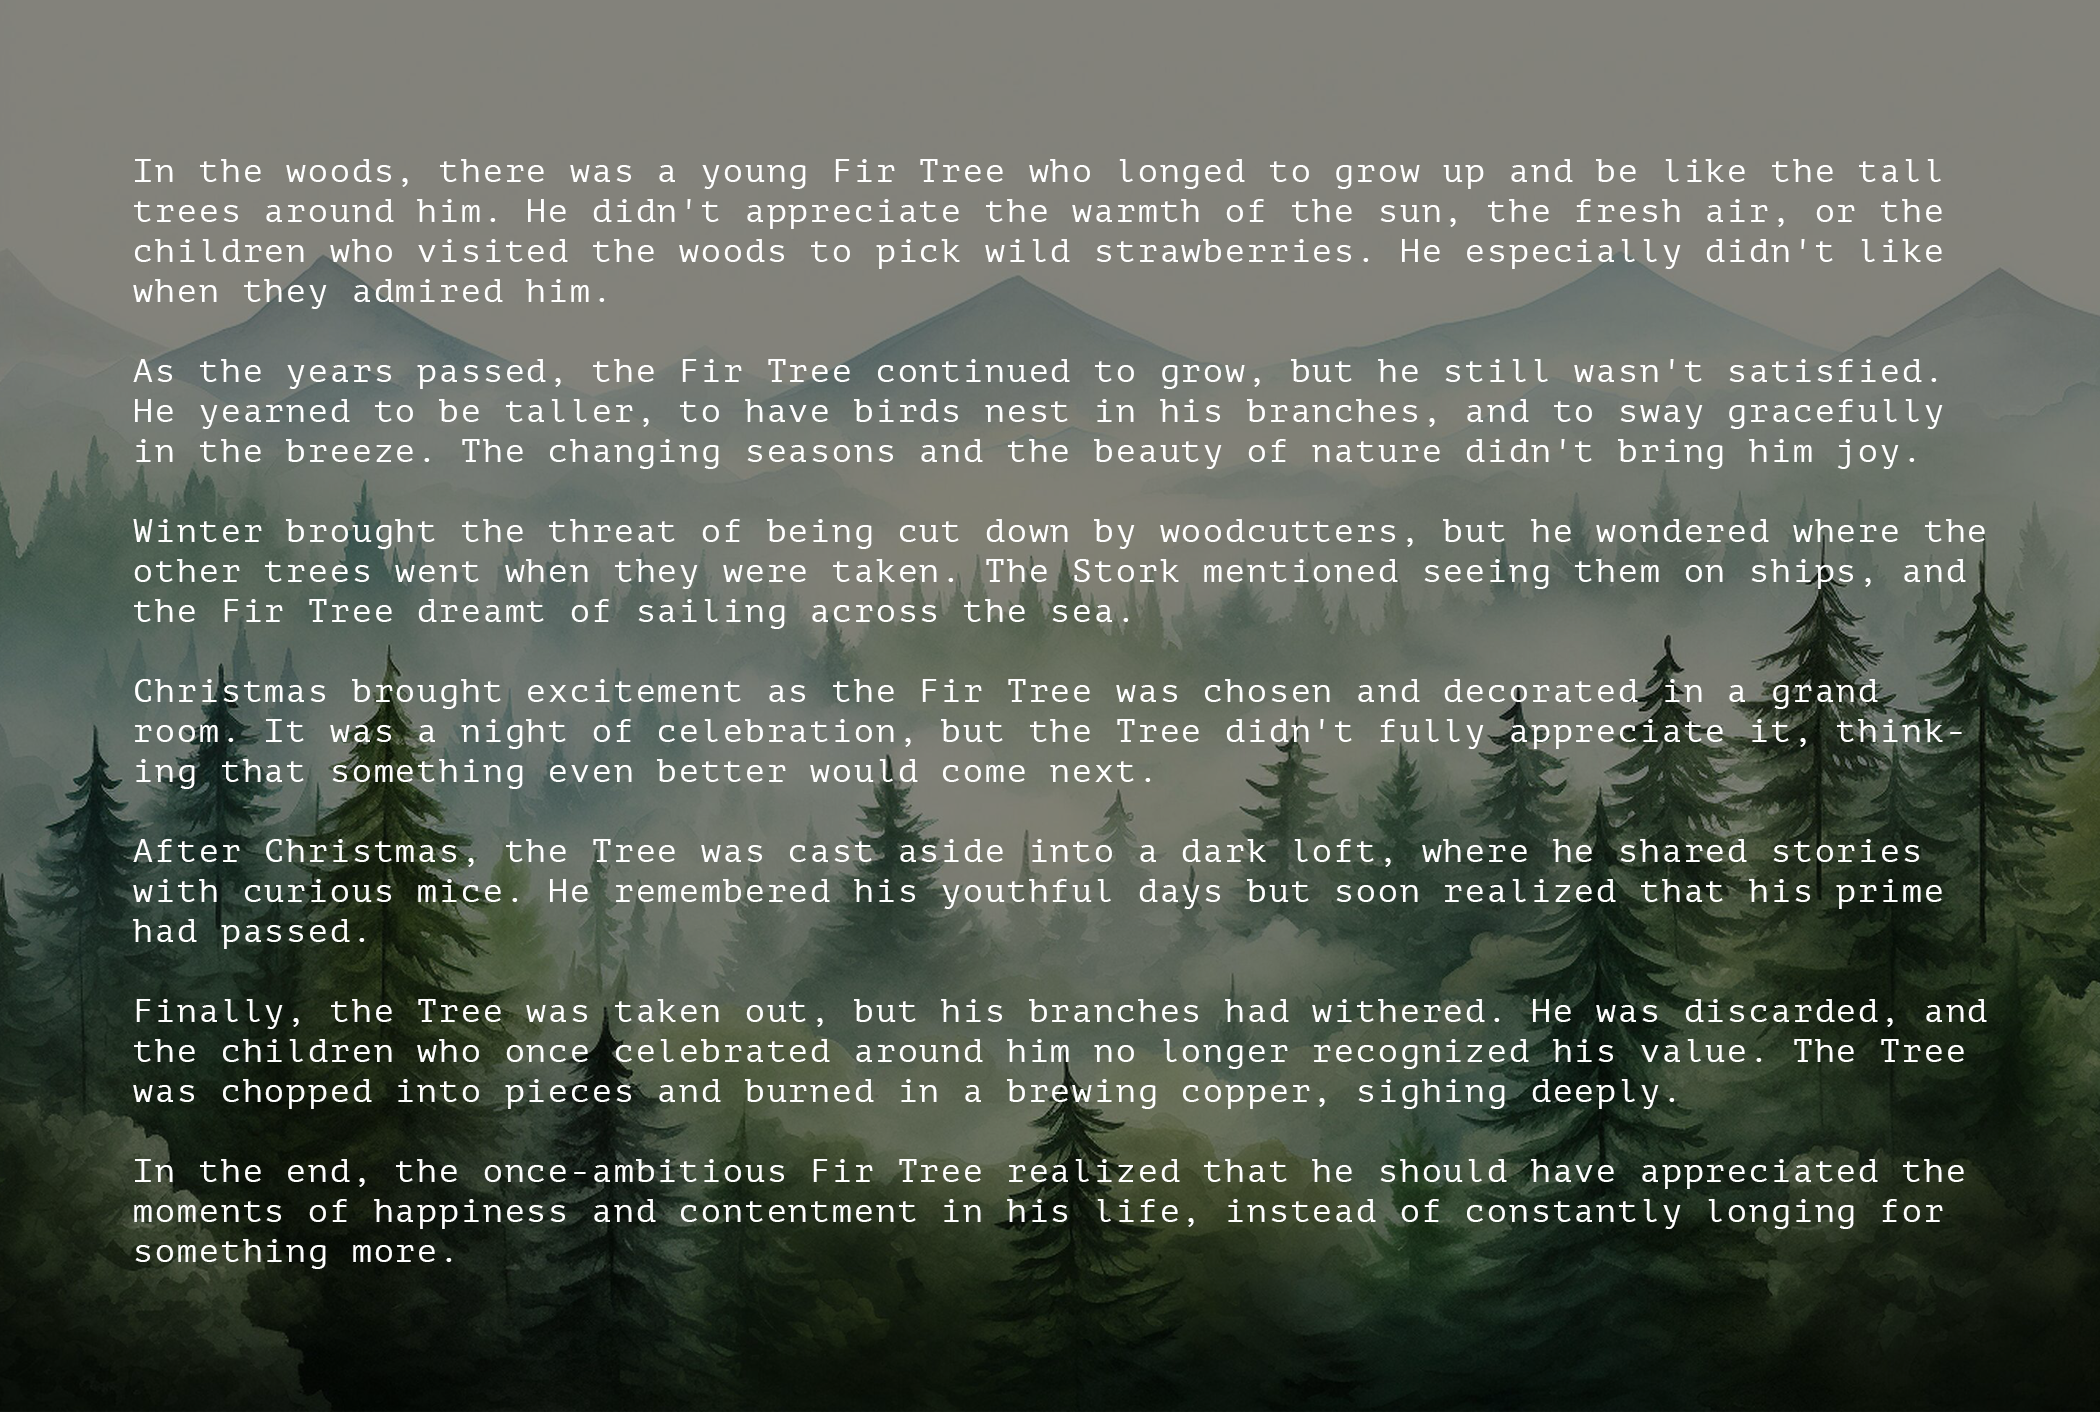 In the woods, there was a young Fir Tree who longed to grow up and be like the tall
trees around him. He didn't appreciate the warmth of the sun, the fresh air, or the
children who visited the woods to pick wild strawberries. He especially didn't like
when they admired him.
As the years passed, the Fir Tree continued to grow, but he still wasn't satisfied.
He yearned to be taller, to have birds nest in his branches, and to sway gracefully
in the breeze. The changing seasons and the beauty of nature didn't bring him joy.
Winter brought the threat of being cut down by woodcutters, but he wondered where the
other trees went when they were taken. The Stork mentioned seeing them on ships, and
the Fir Tree dreamt of sailing across the sea.
Christmas brought excitement as the Fir Tree was chosen and decorated in a grand
room. It was a night of celebration, but the Tree didn't fully appreciate it, think-
ing that something even better would come next.
After Christmas, the Tree was cast aside into a dark loft, where he shared stories
with curious mice. He remembered his youthful days but soon realized that his prime
had passed.
Finally, the Tree was taken out, but his branches had withered. He was discarded, and
the children who once celebrated around him no longer recognized his value. The Tree
was chopped into pieces and burned in a brewing copper, sighing deeply.
In the end, the once-ambitious Fir Tree realized that he should have appreciated the
moments of happiness and contentment in his life, instead of constantly longing for
something more.